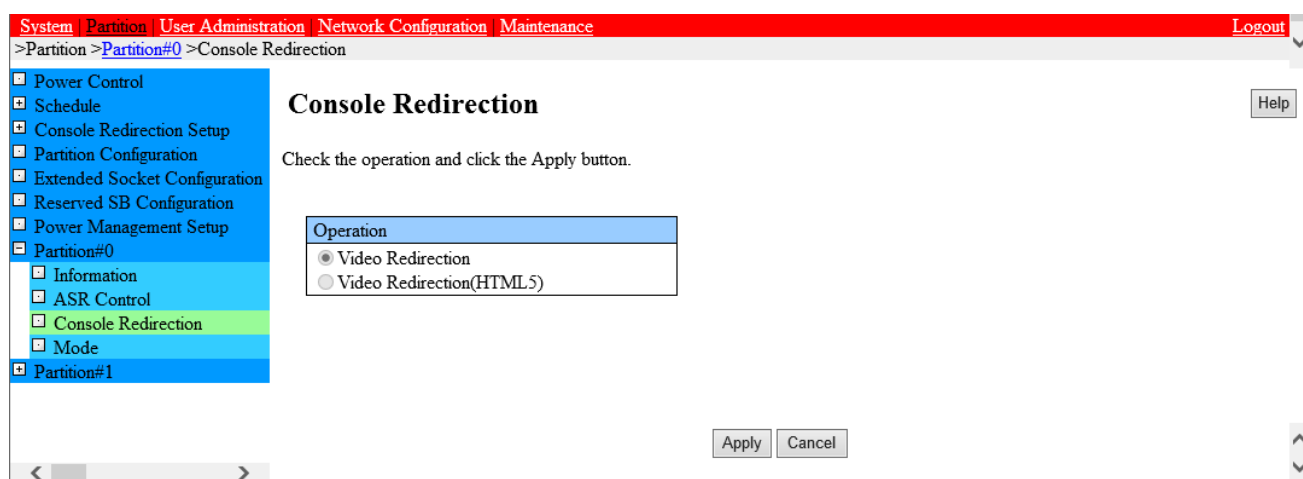 System | Partition | User Administration | Network Configuration | Maintenance Logout
>Partition >Partition#0 >Console Redirection
Power Control
Schedule
Console Redirection Setup
Partition Configuration
Extended Socket Configuration
Reserved SB Configuration
Power Management Setup
Partition#0
Information
ASR Control
Console Redirection
Mode
Partition#1
Console Redirection
Help
Check the operation and click the Apply button.
Operation
Video Redirection
Video Redirection(HTML5)
Apply Cancel